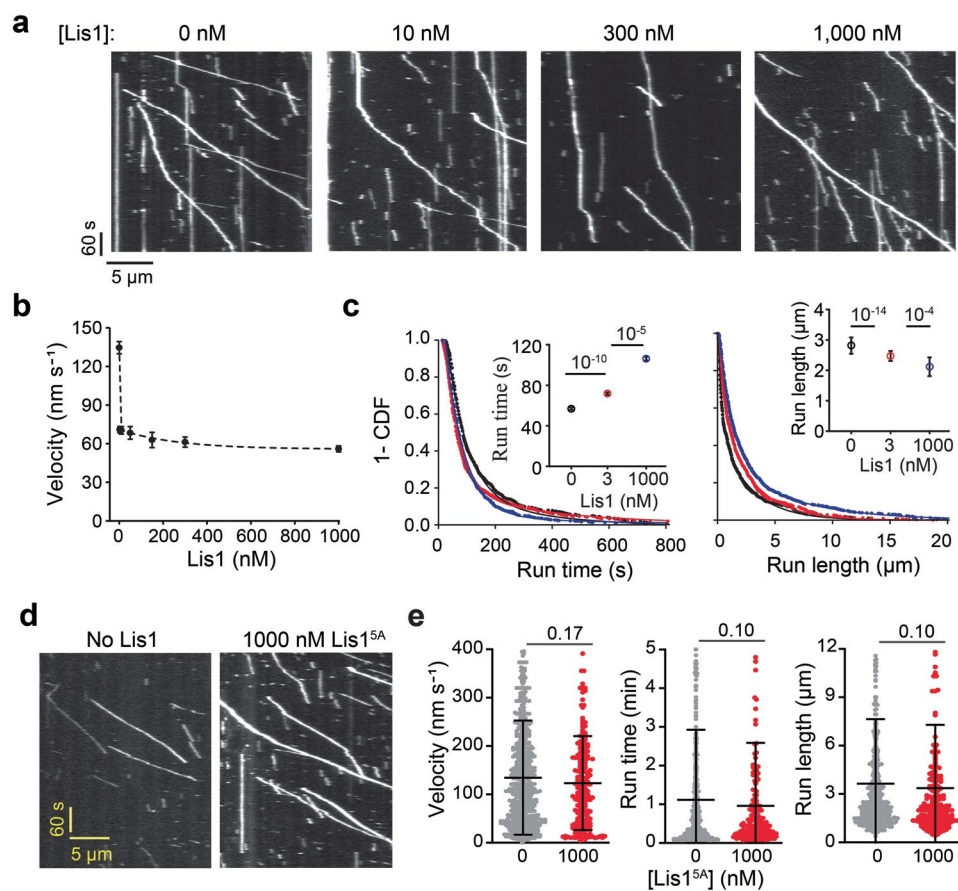 a
[Lis1]: 0 nM 10 nM 300 nM 1,000 nM
60 s
5 µm
b
Velocity (nm s⁻¹)
150
120
90
60
30
0
0 200 400 600 800 1000
Lis1 (nM)
c
1- CDF
1.0
0.8
0.6
0.4
0.2
0.0
0 200 400 600 800
Run time (s)
Run time (s)
120
80
40
0
10⁻¹⁰
10⁻⁵
0 3 1000
Lis1 (nM)
0 5 10 15 20
Run length (µm)
Run length (µm)
4
3
2
1
0
10⁻¹⁴
10⁻⁴
0 3 1000
Lis1 (nM)
d
No Lis1 1000 nM Lis1⁵ᴬ
60 s
5 µm
e
Velocity (nm s⁻¹)
400
300
200
100
0
0.17
0 1000
Run time (min)
5
4
3
2
1
0
0.10
0 1000
Run length (µm)
12
9
6
3
0
0.10
0 1000
[Lis1⁵ᴬ] (nM)